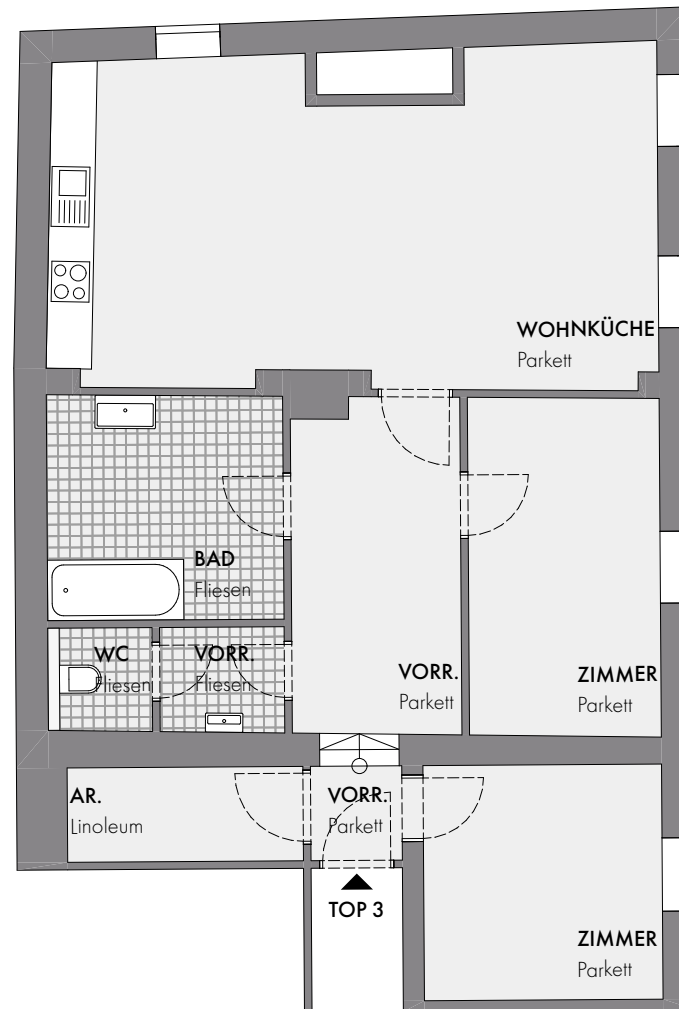 WOHNKÜCHE
Parkett
BAD
Fliesen
WC
Fliesen
VORR.
Fliesen
VORR.
Parkett
ZIMMER
Parkett
AR.
Linoleum
VORR.
Parkett
TOP 3
ZIMMER
Parkett